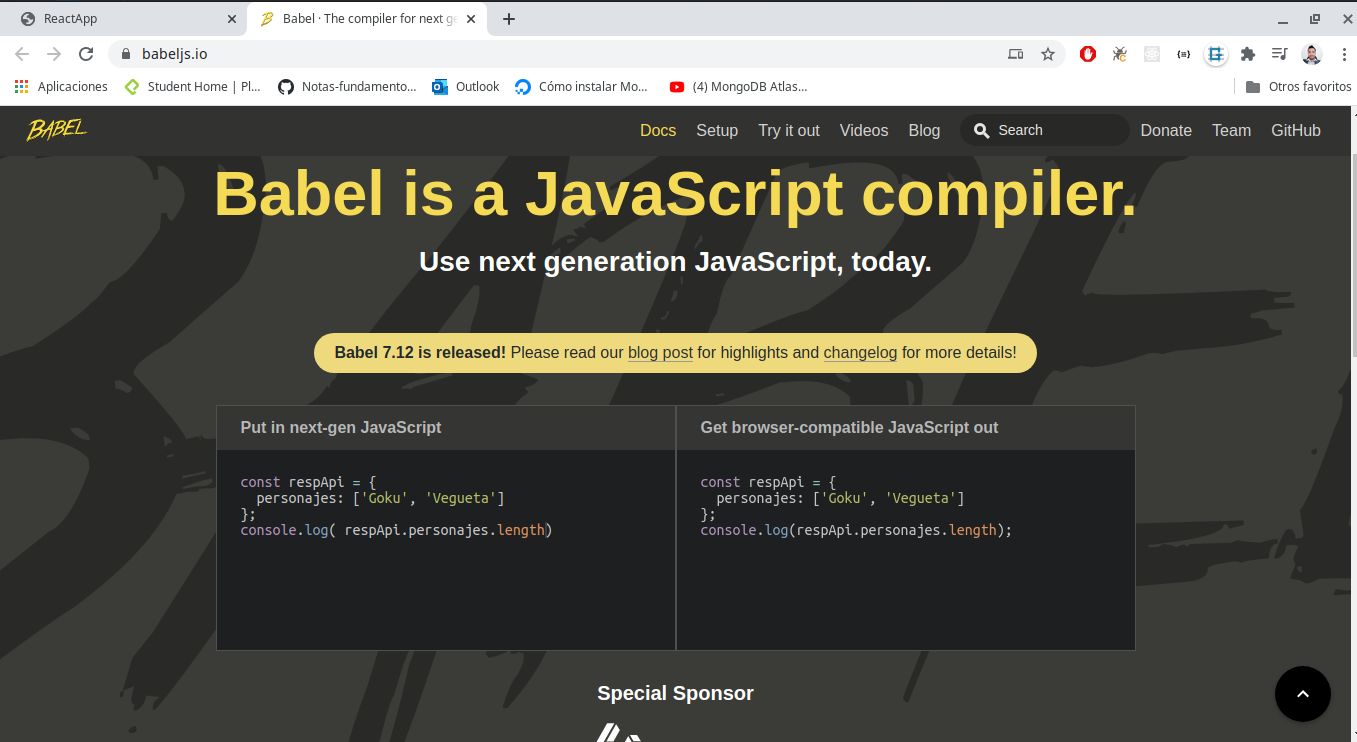 ReactApp
Babel · The compiler for next ge
babeljs.io
Aplicaciones
Student Home | Pl...
Notas-fundamento...
Outlook
Cómo instalar Mo...
(4) MongoDB Atlas...
Otros favoritos
BABEL
Docs
Setup
Try it out
Videos
Blog
Search
Donate
Team
GitHub
Babel is a JavaScript compiler.
Use next generation JavaScript, today.
Babel 7.12 is released! Please read our blog post for highlights and changelog for more details!
Put in next-gen JavaScript
const respApi = {
  personajes: ['Goku', 'Vegueta']
};
console.log( respApi.personajes.length)
Get browser-compatible JavaScript out
const respApi = {
  personajes: ['Goku', 'Vegueta']
};
console.log(respApi.personajes.length);
Special Sponsor